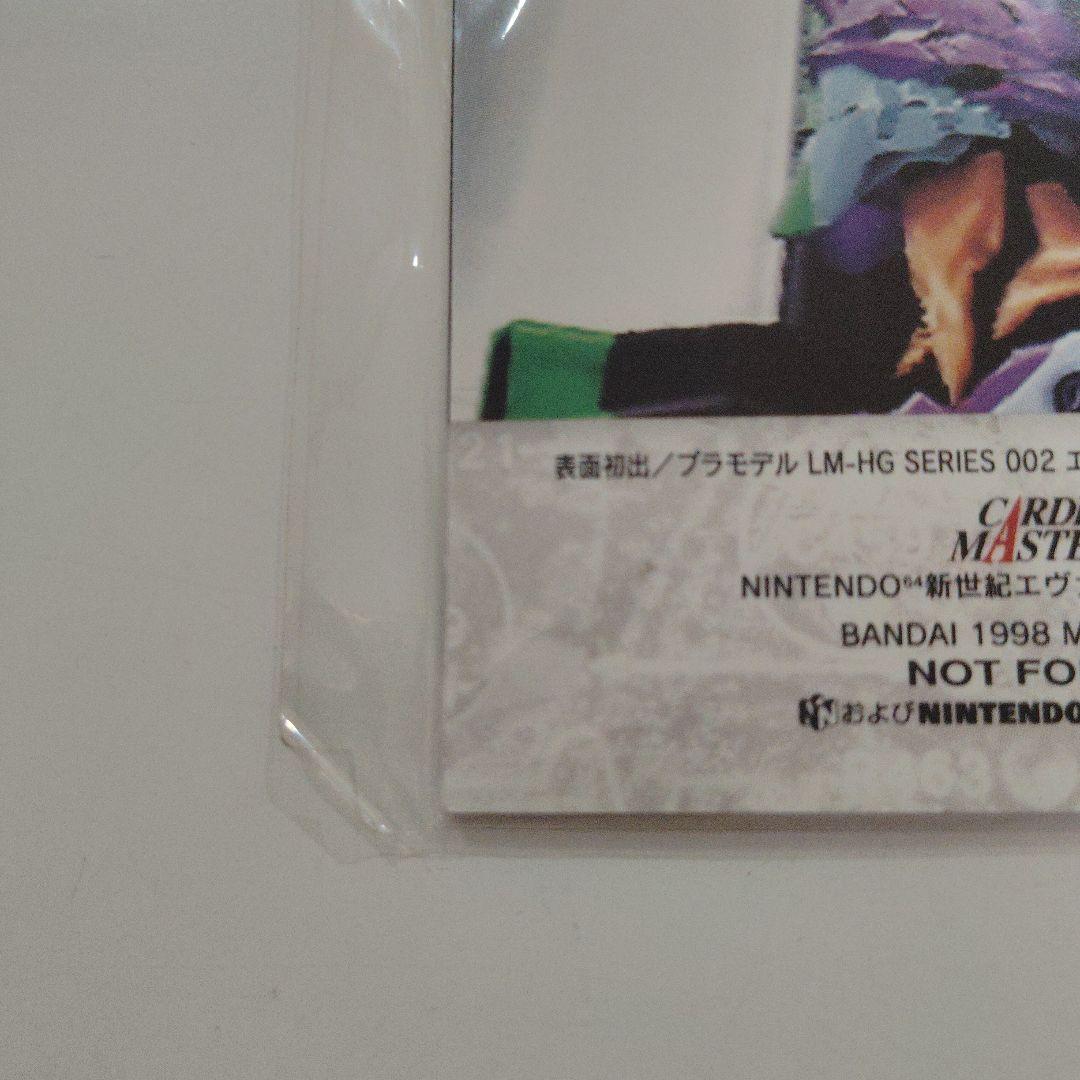 表面初出/プラモデル LM-HG SERIES 002 エ
CARD
MASTE
NINTENDO64新世紀エヴ
BANDAI 1998 M
NOT FO
およびNINTENDO